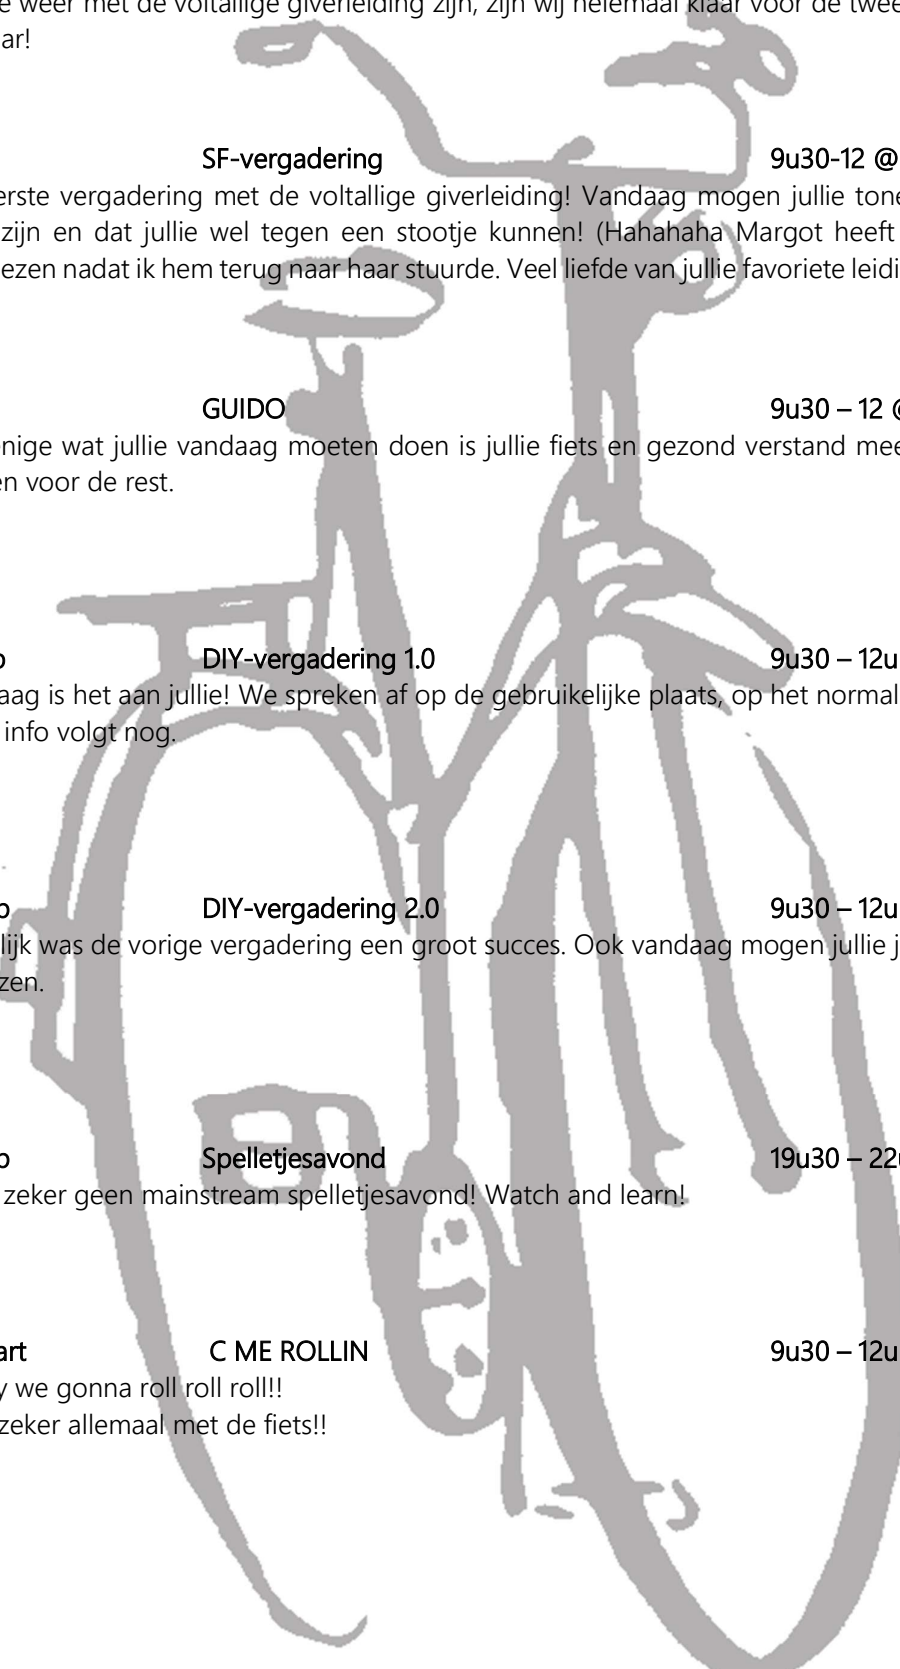 weer met de voltallige giverleiding zijn, zijn wij helemaal klaar voor de
ar!
SF-vergadering 9u30-12 @
erste vergadering met de voltallige giverleiding! Vandaag mogen jullie tone
zijn en dat jullie wel tegen een stootje kunnen! (Hahahaha Margot heeft
ezen nadat ik hem terug naar haar stuurde. Veel liefde van jullie favoriete leidi
GUIDO 9u30 – 12 @
enige wat jullie vandaag moeten doen is jullie fiets en gezond verstand mee
en voor de rest.
DIY-vergadering 1.0 9u30 – 12u
aag is het aan jullie! We spreken af op de gebruikelijke plaats, op het normal
info volgt nog.
DIY-vergadering 2.0 9u30 – 12u
lijk was de vorige vergadering een groot succes. Ook vandaag mogen jullie j
zen.
Spelletjesavond 19u30 – 22u
zeker geen mainstream spelletjesavond! Watch and learn!
art C ME ROLLIN 9u30 – 12u
y we gonna roll roll roll!!
zeker allemaal met de fiets!!